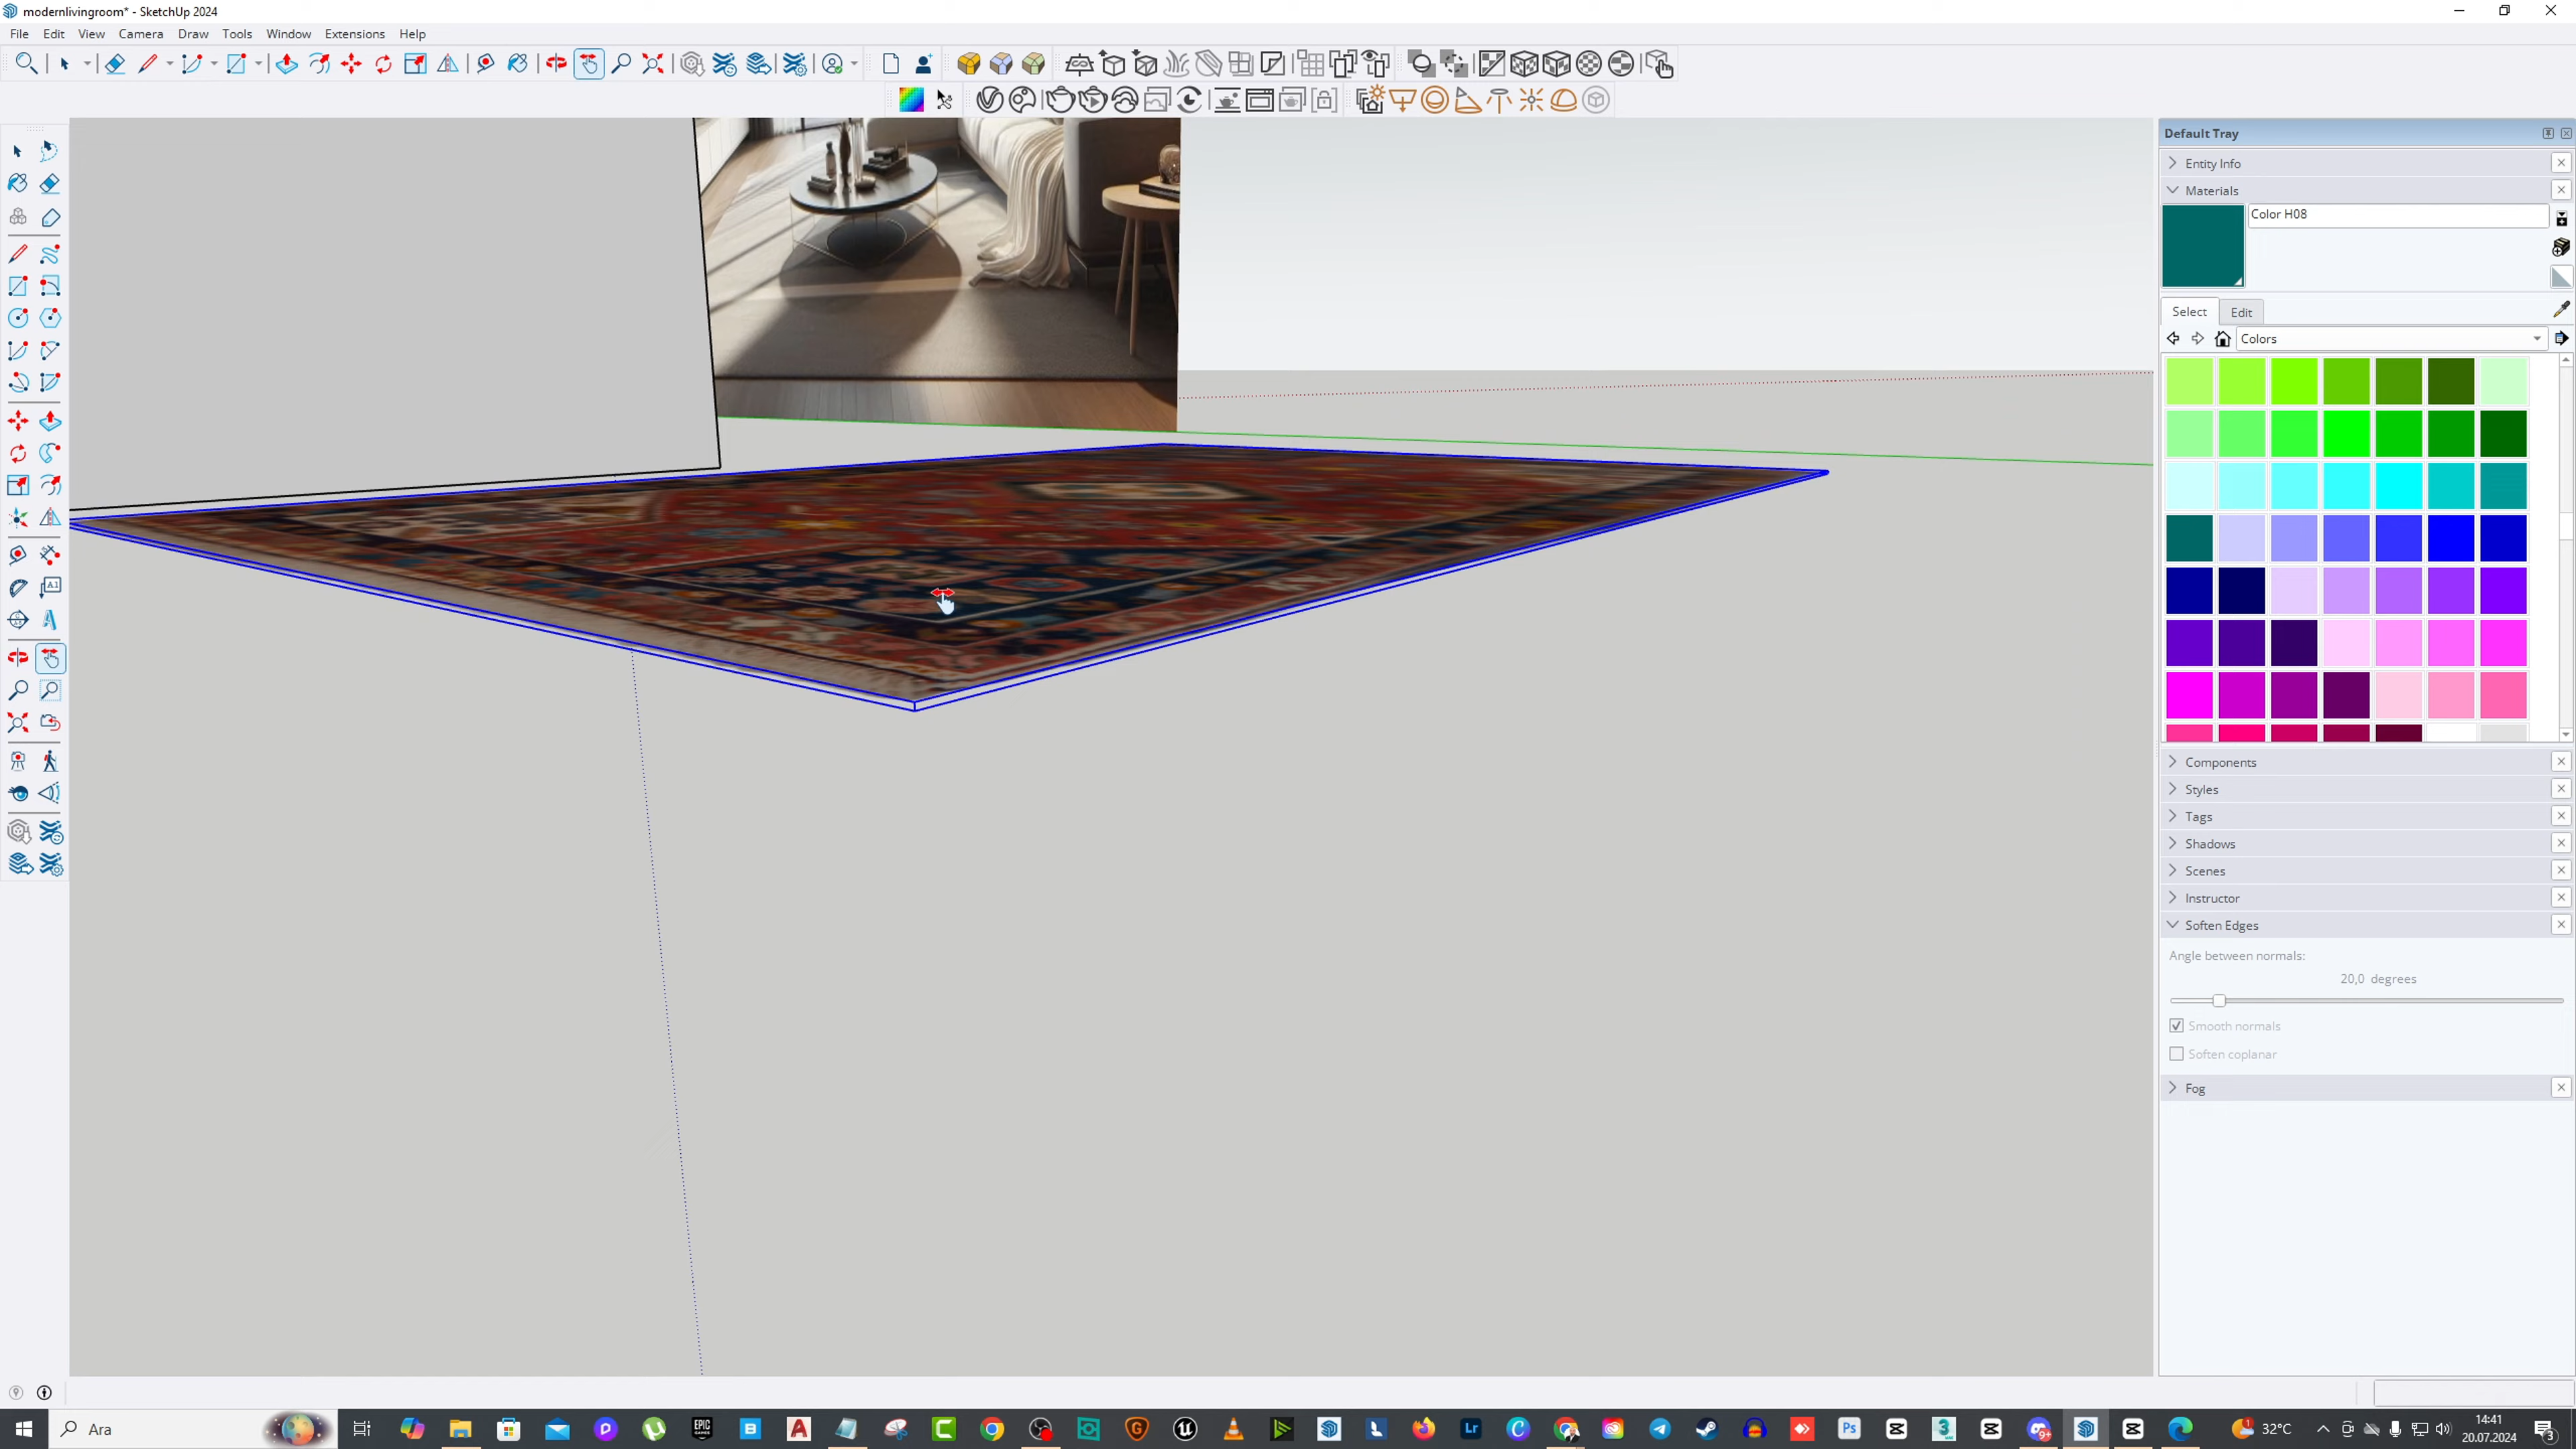 modernlivingroom* - SketchUp 2024
File Edit View Camera Draw Tools Window Extensions Help
Default Tray
Entity Info
Materials
Color H08
Select Edit
Colors
Components
Styles
Tags
Shadows
Scenes
Instructor
Soften Edges
Angle between normals:
20,0 degrees
Smooth normals
Soften coplanar
Fog
Ara
32°C
14:41
20.07.2024